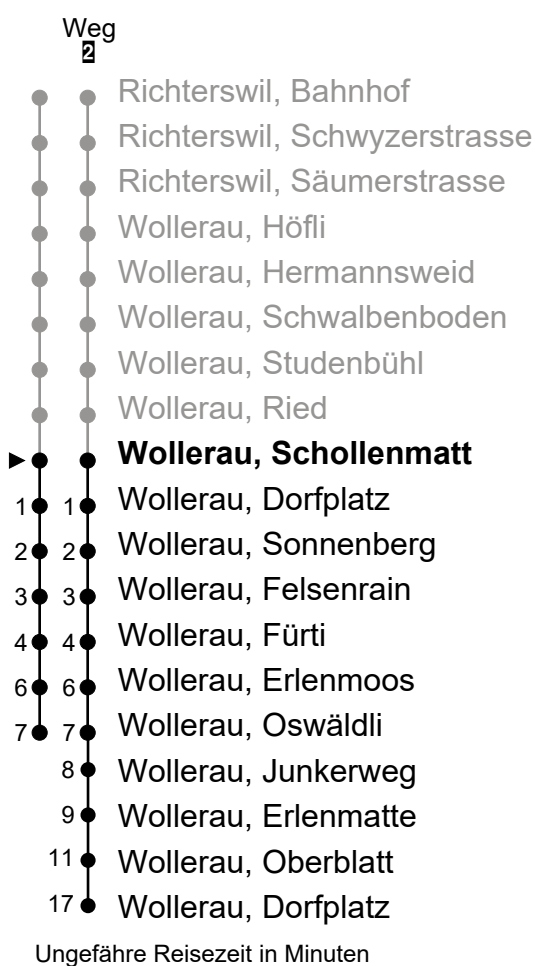 Weg
2
Richterswil, Bahnhof
Richterswil, Schwyzerstrasse
Richterswil, Säumerstrasse
Wollerau, Höfli
Wollerau, Hermannsweid
Wollerau, Schwalbenboden
Wollerau, Studenbühl
Wollerau, Ried
Wollerau, Schollenmatt
1 1 Wollerau, Dorfplatz
2 2 Wollerau, Sonnenberg
3 3 Wollerau, Felsenrain
4 4 Wollerau, Fürti
6 6 Wollerau, Erlenmoos
7 7 Wollerau, Oswäldli
8 Wollerau, Junkerweg
9 Wollerau, Erlenmatte
11 Wollerau, Oberblatt
17 Wollerau, Dorfplatz
Ungefähre Reisezeit in Minuten